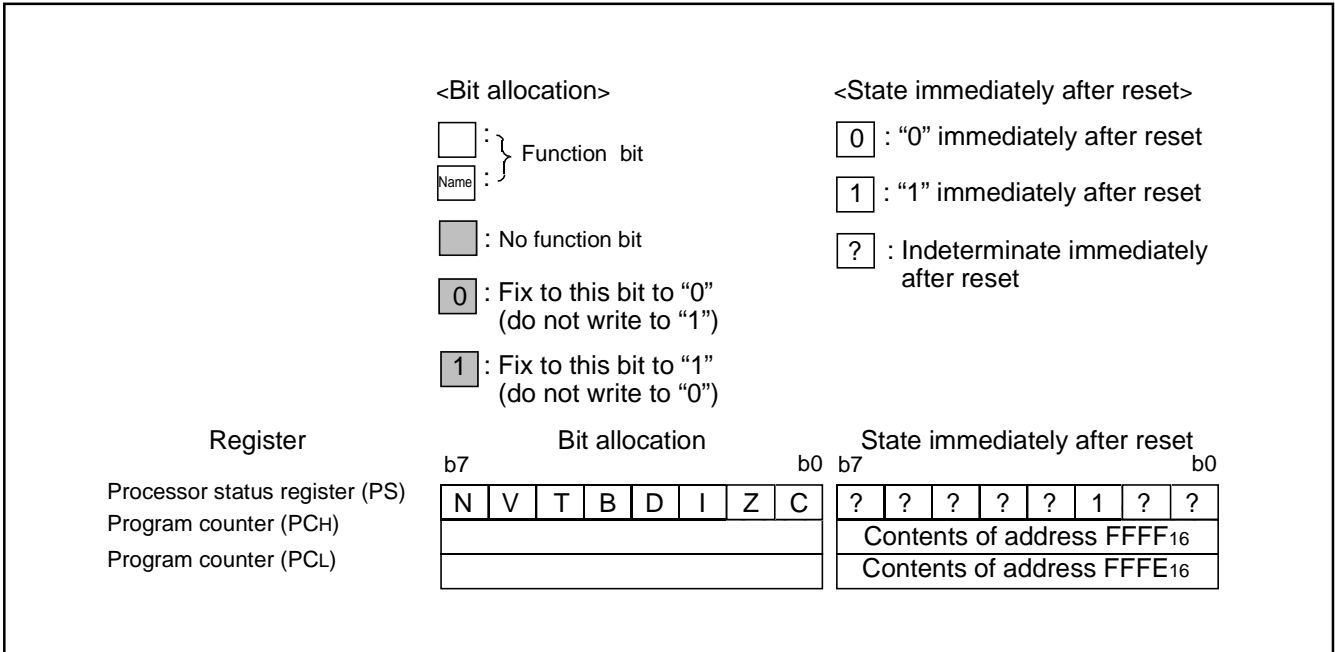 <Bit allocation>
:
Function bit
Name :
: No function bit
0 : Fix to this bit to “0”
(do not write to “1”)
1 : Fix to this bit to “1”
(do not write to “0”)
<State immediately after reset>
0 : “0” immediately after reset
1 : “1” immediately after reset
? : Indeterminate immediately
after reset
Register Bit allocation State immediately after reset
b7 b0 b7 b0
Processor status register (PS) N V T B D I Z C ? ? ? ? ? 1 ? ?
Program counter (PCH) Contents of address FFFF16
Program counter (PCL) Contents of address FFFE16